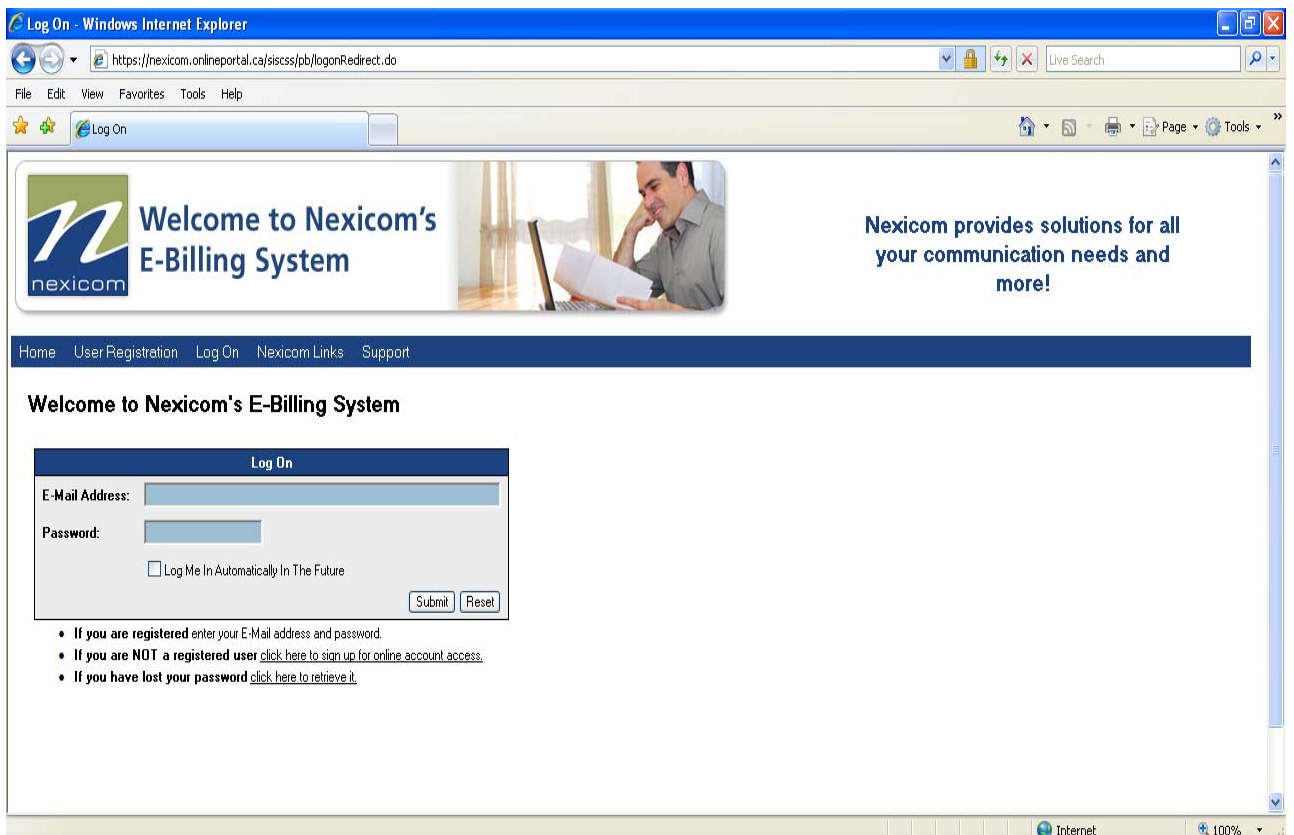 Log On - Windows Internet Explorer
https://nexicom.onlineportal.ca/siscss/pb/logonRedirect.do
Live Search
File Edit View Favorites Tools Help
Log On
Page Tools »
nexicom
Welcome to Nexicom's
E-Billing System
Nexicom provides solutions for all
your communication needs and
more!
Home User Registration Log On Nexicom Links Support
Welcome to Nexicom's E-Billing System
Log On
E-Mail Address:
Password:
Log Me In Automatically In The Future
Submit Reset
• If you are registered enter your E-Mail address and password.
• If you are NOT a registered user click here to sign up for online account access.
• If you have lost your password click here to retrieve it.
Internet 100%